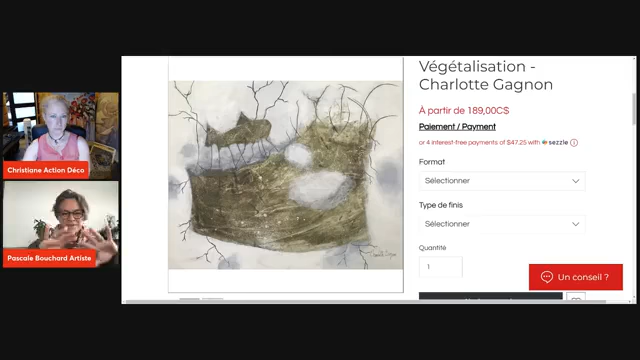 Végétalisation -
Charlotte Gagnon
À partir de 189,00C$
Paiement / Payment
or 4 interest-free payments of $47.25 with sezzle
Format
Sélectionner
Type de finis
Sélectionner
Quantité
1
Un conseil ?
Christiane Action Déco
Pascale Bouchard Artiste